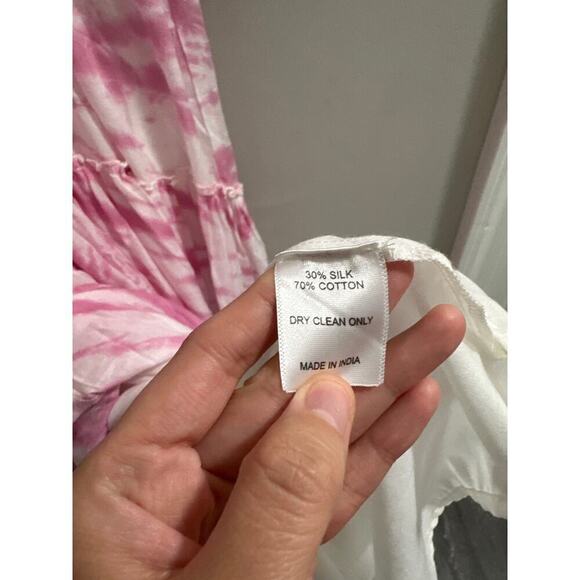 30% SILK
70% COTTON
DRY CLEAN ONLY
MADE IN INDIA